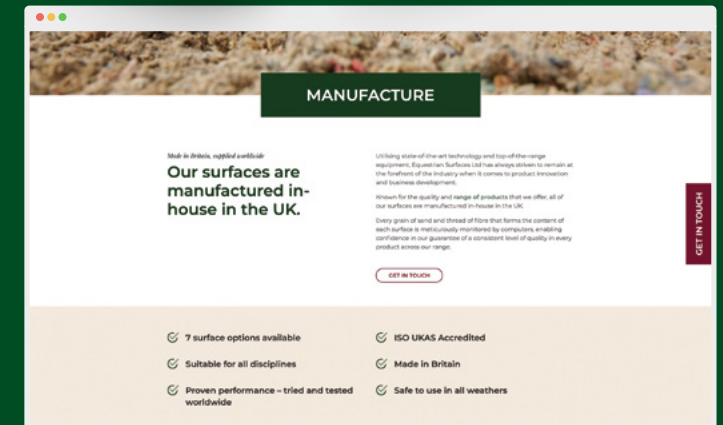 MANUFACTURE
Made in Britain, supplied worldwide
Our surfaces are
manufactured in-
house in the UK.
Utilising state-of-the-art technology and top-of-the-range
equipment, Equestrian Surfaces Ltd has always striven to remain at
the forefront of the industry when it comes to product innovation
and business development.
Known for the quality and range of products that we offer, all of
our surfaces are manufactured in-house in the UK.
Every grain of sand and thread of fibre that forms the content of
each surface is meticulously monitored by computers, enabling
confidence in our guarantee of a consistent level of quality in every
product across our range.
GET IN TOUCH
GET IN TOUCH
7 surface options available
ISO UKAS Accredited
Suitable for all disciplines
Made in Britain
Proven performance – tried and tested
worldwide
Safe to use in all weathers